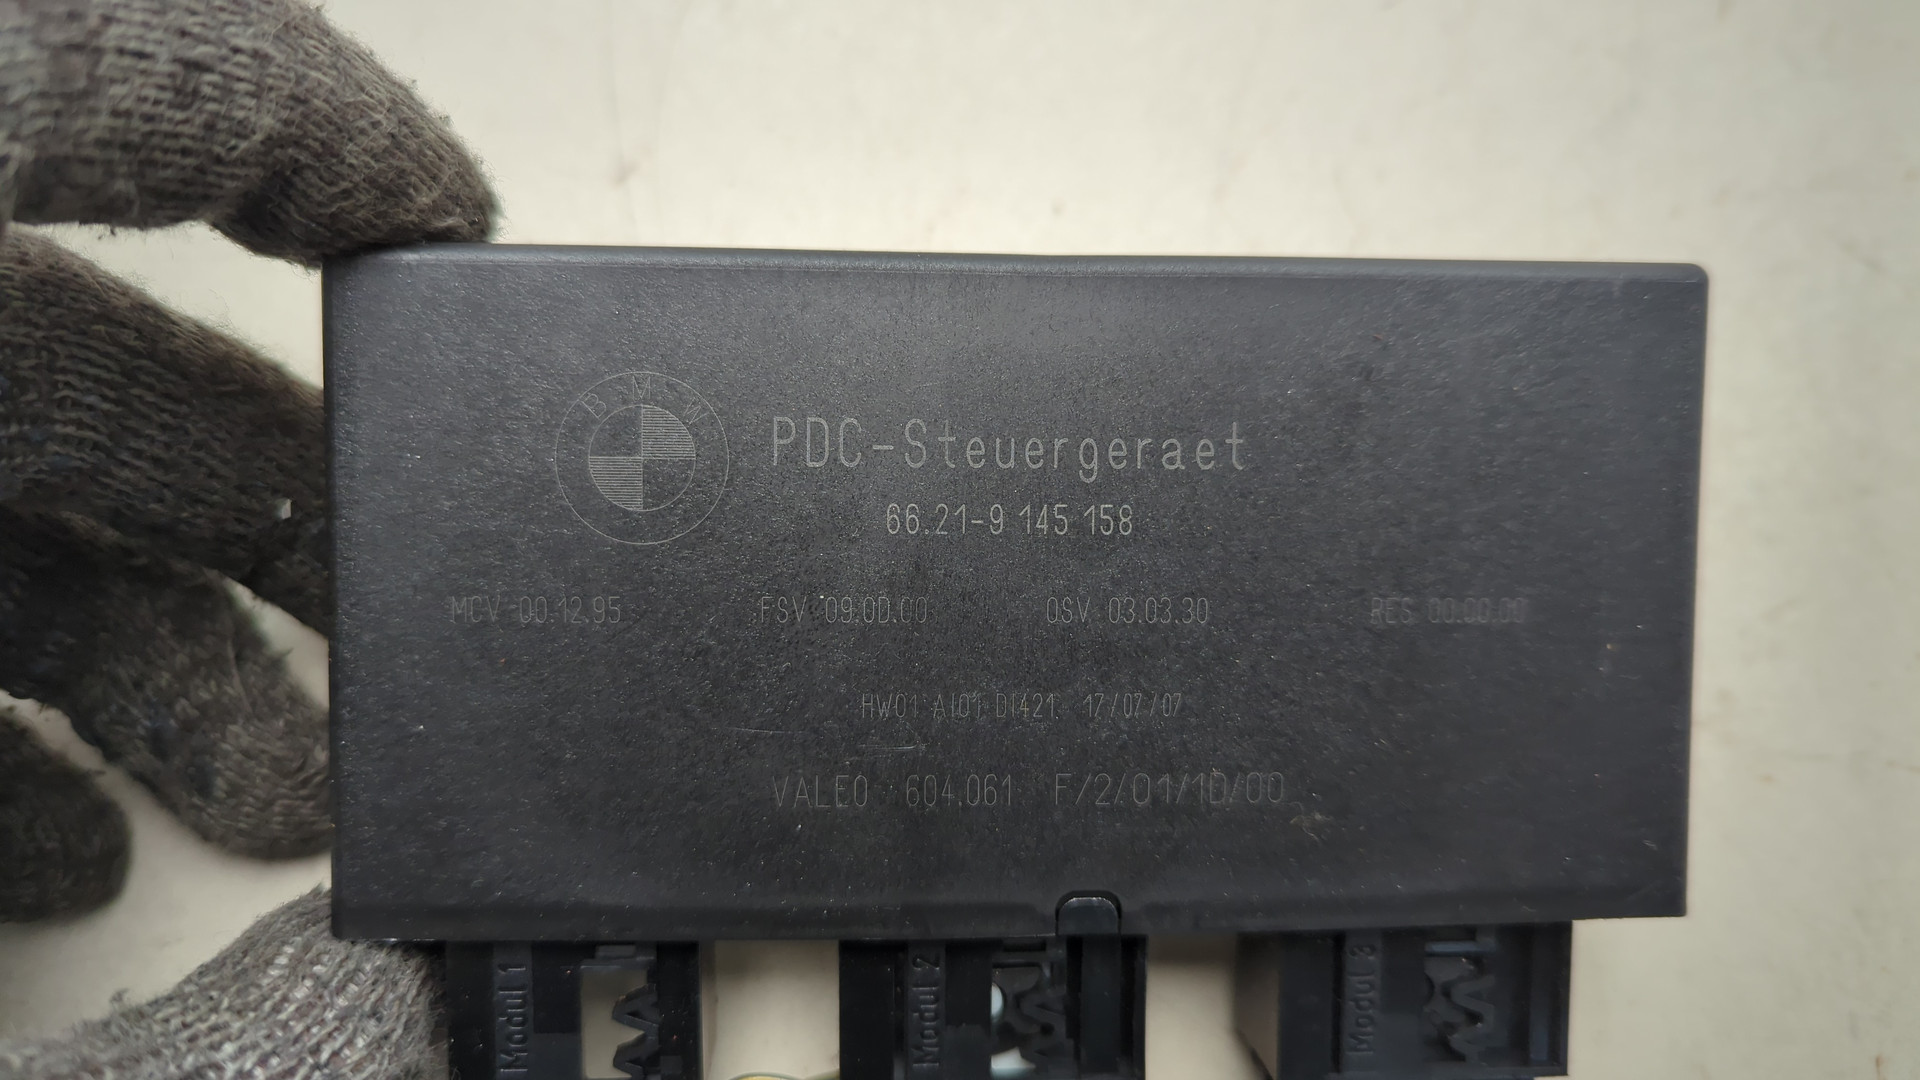 BMW
PDC-Steuergeraet
66.21-9 145 158
MCV 00.12.95 FSV 09.0D.00 OSV 03.03.30 RES 00.00.00
HW01 AI01 DI421 17/07/07
VALEO 604.061 F/2/01/1D/00
Modul 1 Modul 2 Modul 3